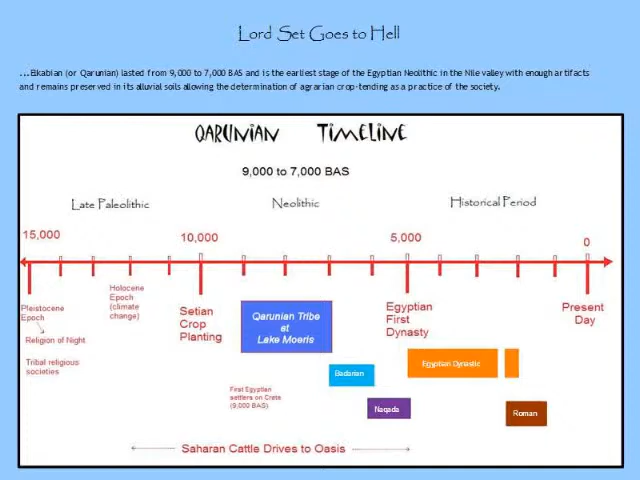 Lord Set Goes to Hell
...Elkabian (or Qarunian) lasted from 9,000 to 7,000 BAS and is the earliest stage of the Egyptian Neolithic in the Nile valley with enough artifacts
and remains preserved in its alluvial soils allowing the determination of agrarian crop-tending as a practice of the society.
QARUNIAN TIMELINE
9,000 to 7,000 BAS
Late Paleolithic Neolithic Historical Period
15,000 10,000 5,000 0
Pleistocene
Epoch
Religion of Night
Tribal religious
societies
Holocene
Epoch
(climate
change)
Setian
Crop
Planting
Qarunian Tribe
at
Lake Moeris
Egyptian
First
Dynasty
Present
Day
Badarian
Egyptian Dynastic
First Egyptian
settlers on Crete
(9,000 BAS)
Naqada
Roman
Saharan Cattle Drives to Oasis